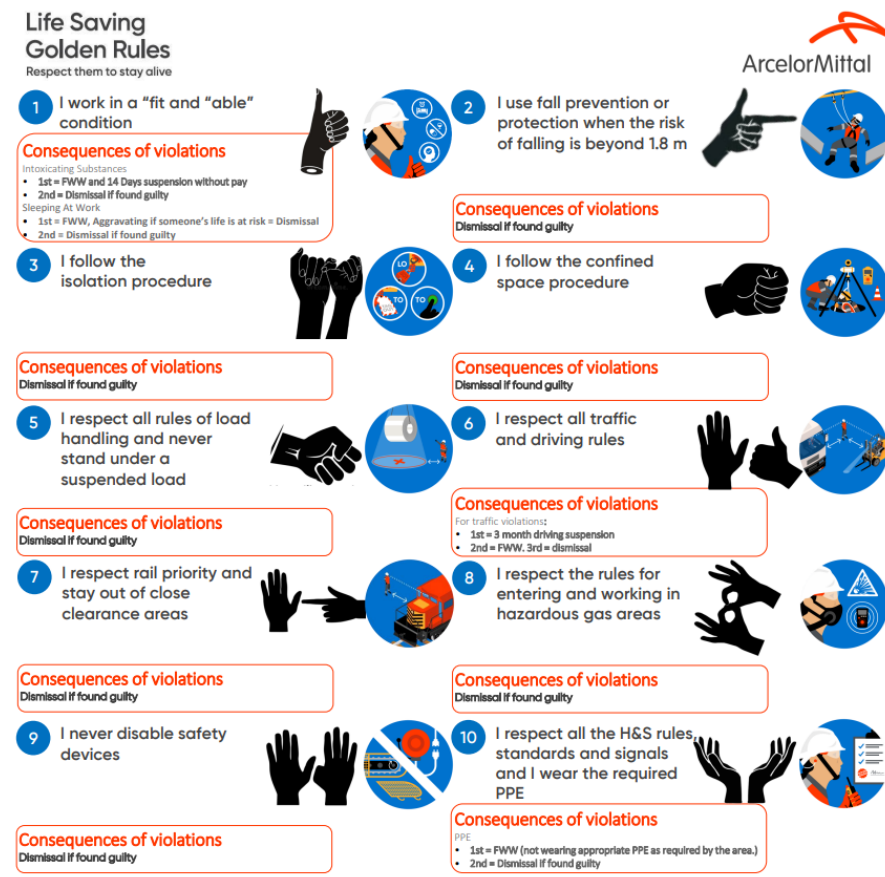 Life Saving
Golden Rules
Respect them to stay alive
ArcelorMittal
1
I work in a “fit and “able”
condition
Consequences of violations
Intoxicating Substances
• 1st = FWW and 14 Days suspension without pay
• 2nd = Dismissal if found guilty
Sleeping At Work
• 1st = FWW, Aggravating if someone's life is at risk = Dismissal
• 2nd = Dismissal if found guilty
2
I use fall prevention or
protection when the risk
of falling is beyond 1.8 m
Consequences of violations
Dismissal if found guilty
3
I follow the
isolation procedure
LO
TO
TO
Consequences of violations
Dismissal if found guilty
4
I follow the confined
space procedure
Consequences of violations
Dismissal if found guilty
5
I respect all rules of load
handling and never
stand under a
suspended load
Consequences of violations
Dismissal if found guilty
6
I respect all traffic
and driving rules
Consequences of violations
For traffic violations:
• 1st = 3 month driving suspension
• 2nd = FWW. 3rd = dismissal
7
I respect rail priority and
stay out of close
clearance areas
Consequences of violations
Dismissal if found guilty
8
I respect the rules for
entering and working in
hazardous gas areas
Consequences of violations
Dismissal if found guilty
9
I never disable safety
devices
Consequences of violations
Dismissal if found guilty
10
I respect all the H&S rules,
standards and signals
and I wear the required
PPE
Consequences of violations
PPE
• 1st = FWW (not wearing appropriate PPE as required by the area.)
• 2nd = Dismissal if found guilty